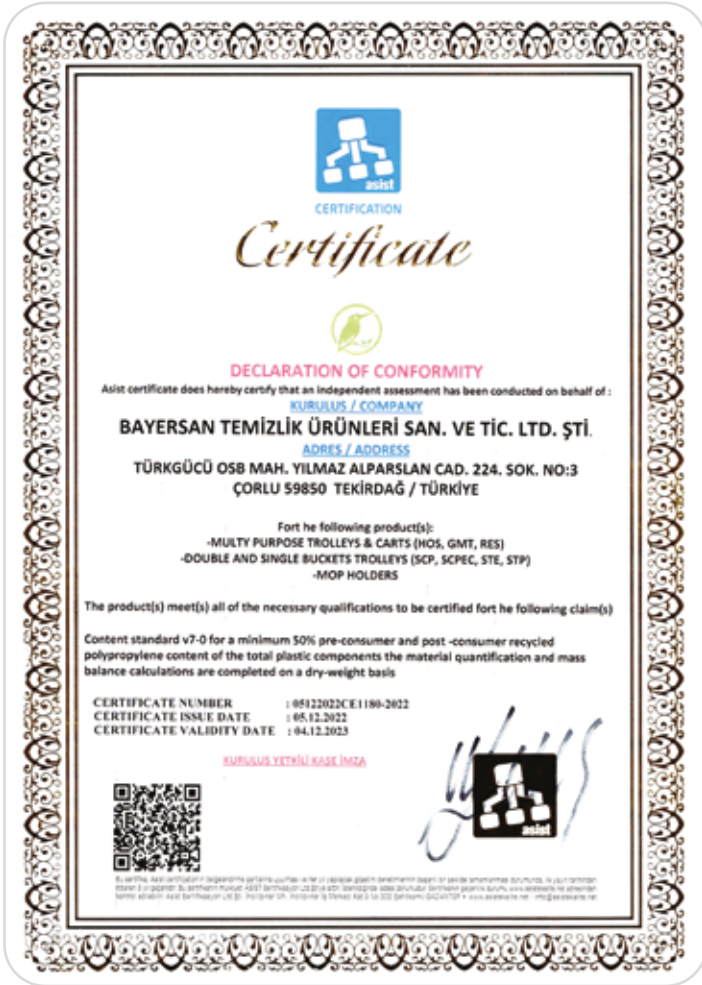 asist
CERTIFICATION
Certificate
DECLARATION OF CONFORMITY
Asist certificate does hereby certify that an independent assessment has been conducted on behalf of :
KURULUS / COMPANY
BAYERSAN TEMİZLİK ÜRÜNLERİ SAN. VE TİC. LTD. ŞTİ.
ADRES / ADDRESS
TÜRKGÜCÜ OSB MAH. YILMAZ ALPARSLAN CAD. 224. SOK. NO:3
ÇORLU 59850 TEKİRDAĞ / TÜRKİYE
Fort he following product(s):
-MULTY PURPOSE TROLLEYS & CARTS (HOS, GMT, RES)
-DOUBLE AND SINGLE BUCKETS TROLLEYS (SCP, SCPEC, STE, STP)
-MOP HOLDERS
The product(s) meet(s) all of the necessary qualifications to be certified fort he following claim(s)
Content standard v7-0 for a minimum 50% pre-consumer and post -consumer recycled
polypropylene content of the total plastic components the material quantification and mass
balance calculations are completed on a dry-weight basis
CERTIFICATE NUMBER : 05122022CE1180-2022
CERTIFICATE ISSUE DATE : 05.12.2022
CERTIFICATE VALIDITY DATE : 04.12.2023
KURULUS YETKİLİ KASE İMZA
asist